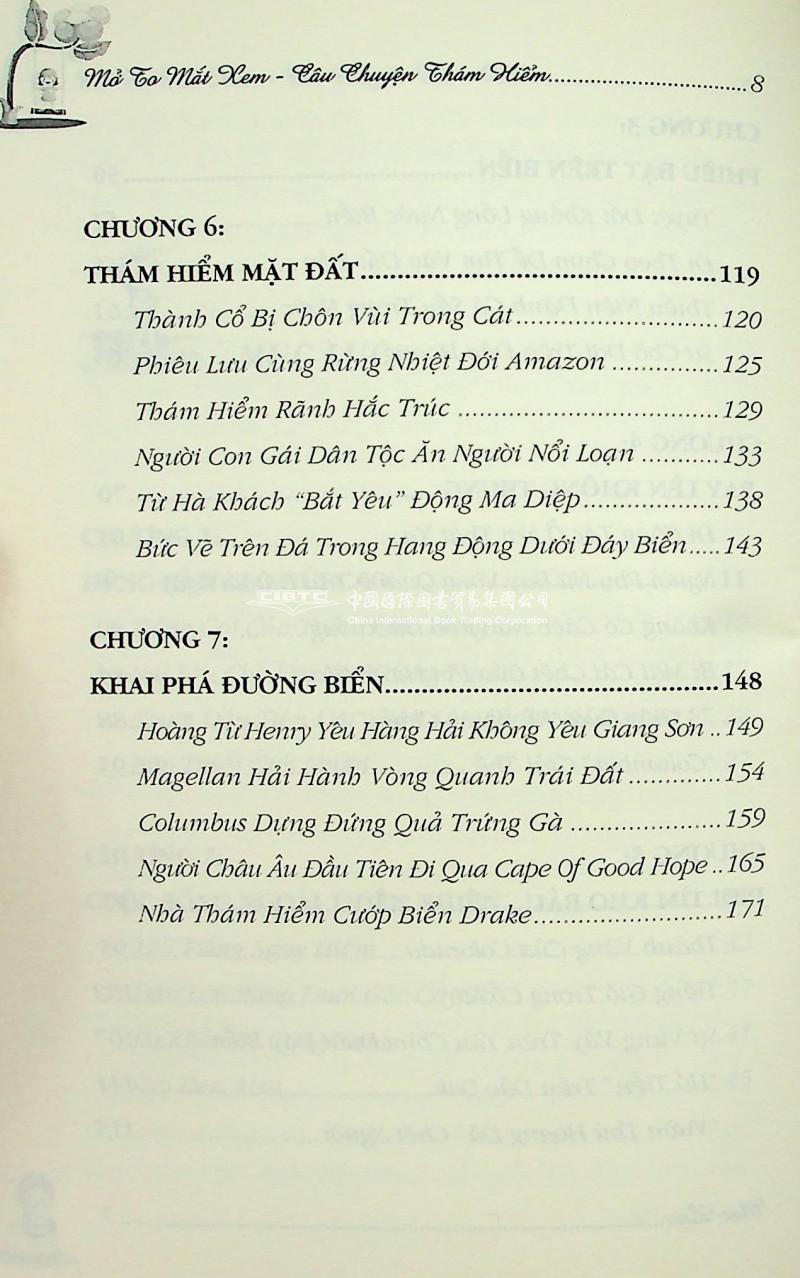 Mở To Mắt Xem - Câu Chuyện Thám Hiểm................................8
CHƯƠNG 6:
THÁM HIỂM MẶT ĐẤT................................................119
Thành Cổ Bị Chôn Vùi Trong Cát...........................120
Phiêu Lưu Cùng Rừng Nhiệt Đới Amazon ..............125
Thám Hiểm Rãnh Hắc Trúc ...................................129
Người Con Gái Dân Tộc Ăn Người Nổi Loạn ..........133
Từ Hà Khách “Bắt Yêu” Động Ma Diệp..................138
Bức Vẽ Trên Đá Trong Hang Động Dưới Đáy Biển.....143
CIBTC 中国国际图书贸易集团公司
China International Book Trading Corporation
CHƯƠNG 7:
KHAI PHÁ ĐƯỜNG BIỂN.............................................148
Hoàng Tử Henry Yêu Hàng Hải Không Yêu Giang Sơn ..149
Magellan Hải Hành Vòng Quanh Trái Đất ............154
Columbus Dựng Đứng Quả Trứng Gà ....................159
Người Châu Âu Đầu Tiên Đi Qua Cape Of Good Hope ..165
Nhà Thám Hiểm Cướp Biển Drake.........................171